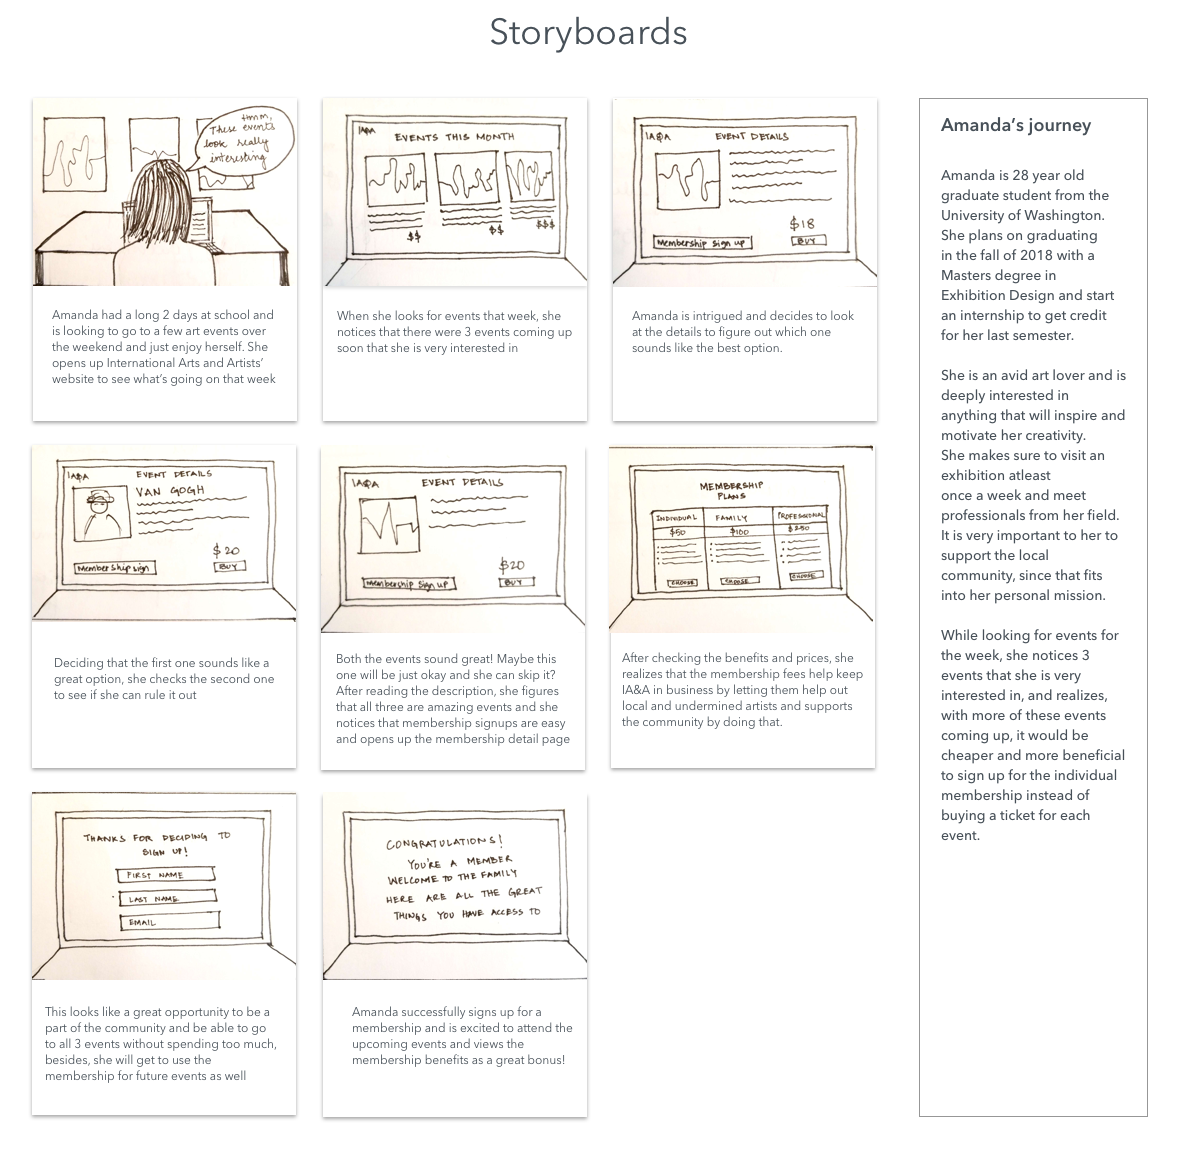 Storyboards
Hmm,
These events
look really
interesting
Amanda had a long 2 days at school and
is looking to go to a few art events over
the weekend and just enjoy herself. She
opens up International Arts and Artists'
website to see what's going on that week
IA&A
EVENTS THIS MONTH
$$
$$
$$$
When she looks for events that week, she
notices that there were 3 events coming up
soon that she is very interested in
IA&A
EVENT DETAILS
$18
Membership sign up
BUY
Amanda is intrigued and decides to look
at the details to figure out which one
sounds like the best option.
IA&A
EVENT DETAILS
VAN GOGH
$20
Membership sign
BUY
Deciding that the first one sounds like a
great option, she checks the second one
to see if she can rule it out
IA&A
EVENT DETAILS
$20
Membership sign up
BUY
Both the events sound great! Maybe this
one will be just okay and she can skip it?
After reading the description, she figures
that all three are amazing events and she
notices that membership signups are easy
and opens up the membership detail page
MEMBERSHIP
PLANS
INDIVIDUAL FAMILY PROFESSIONAL
$50 $100 $250
CHOOSE CHOOSE CHOOSE
After checking the benefits and prices, she
realizes that the membership fees help keep
IA&A in business by letting them help out
local and undermined artists and supports
the community by doing that.
THANKS FOR DECIDING TO
SIGN UP!
FIRST NAME
LAST NAME
EMAIL
This looks like a great opportunity to be a
part of the community and be able to go
to all 3 events without spending too much,
besides, she will get to use the
membership for future events as well
CONGRATULATIONS!
YOU'RE A MEMBER
WELCOME TO THE FAMILY
HERE ARE ALL THE GREAT
THINGS YOU HAVE ACCESS TO
Amanda successfully signs up for a
membership and is excited to attend the
upcoming events and views the
membership benefits as a great bonus!
Amanda's journey
Amanda is 28 year old
graduate student from the
University of Washington.
She plans on graduating
in the fall of 2018 with a
Masters degree in
Exhibition Design and start
an internship to get credit
for her last semester.
She is an avid art lover and is
deeply interested in
anything that will inspire and
motivate her creativity.
She makes sure to visit an
exhibition atleast
once a week and meet
professionals from her field.
It is very important to her to
support the local
community, since that fits
into her personal mission.
While looking for events for
the week, she notices 3
events that she is very
interested in, and realizes,
with more of these events
coming up, it would be
cheaper and more beneficial
to sign up for the individual
membership instead of
buying a ticket for each
event.